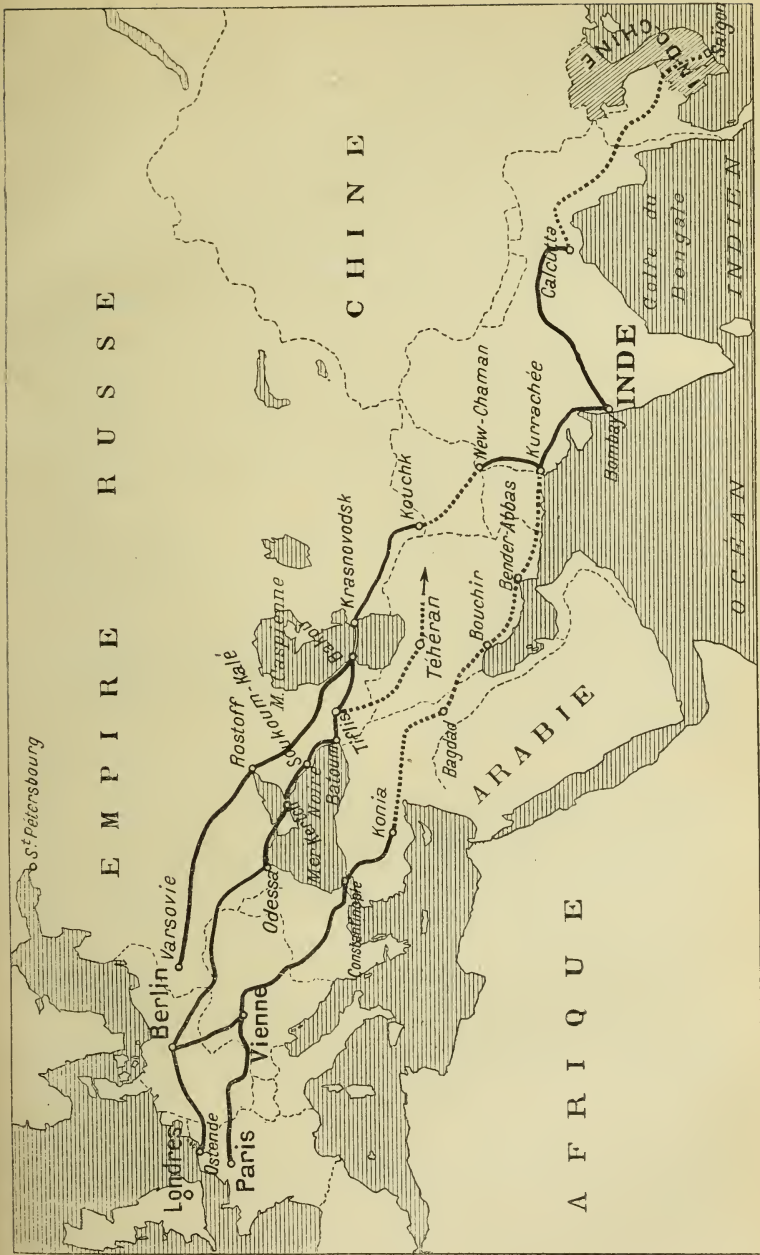 EMPIRE RUSSE
CHINE
INDOCHINE
Saïgon
St Pétersbourg
Londres
Ostende
Paris
Berlin
Varsovie
Vienne
Rostoff
Odessa
Kertch
Mer Noire
Soukoum-Kalé
M. Caspienne
Batoum
Tiflis
Bakou
Krasnovodsk
Kouchk
New-Chaman
Kurrachée
Constantinople
Konia
Bagdad
Téhéran
Bouchir
Bender-Abbas
Bombay
Calcutta
INDE
Golfe du
Bengale
ARABIE
AFRIQUE
OCÉAN INDIEN